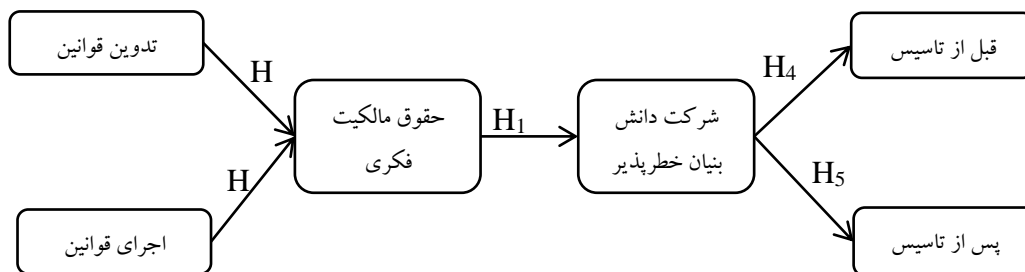 تدوین قوانین
قبل از تاسیس
H
H4
حقوق مالکیت
فکری
H1
شرکت دانش
بنیان خطرپذیر
H
H5
اجرای قوانین
پس از تاسیس